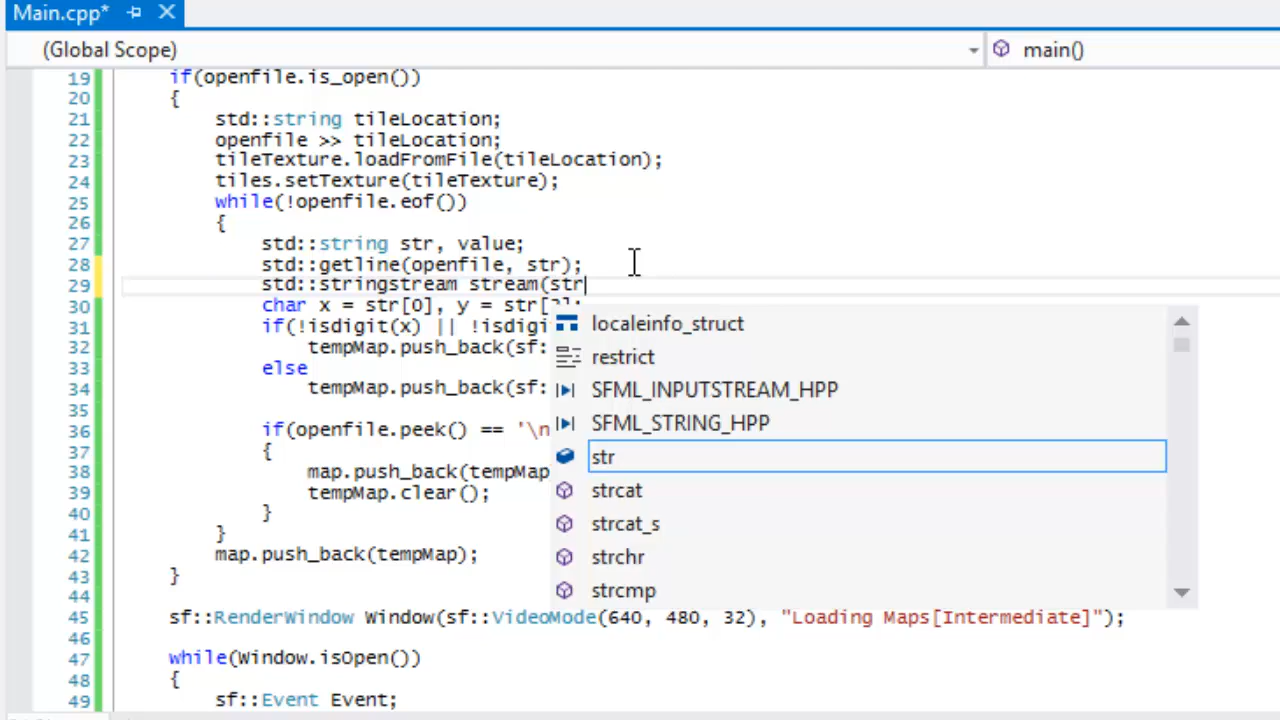 Main.cpp*
(Global Scope) main()
19 if(openfile.is_open())
20 {
21 std::string tileLocation;
22 openfile >> tileLocation;
23 tileTexture.loadFromFile(tileLocation);
24 tiles.setTexture(tileTexture);
25 while(!openfile.eof())
26 {
27 std::string str, value;
28 std::getline(openfile, str);
29 std::stringstream stream(str
30 char x = str[0], y = str[2];
31 if(!isdigit(x) || !isdigi
32 tempMap.push_back(sf:
33 else
34 tempMap.push_back(sf:
35
36 if(openfile.peek() == '\n
37 {
38 map.push_back(tempMap
39 tempMap.clear();
40 }
41 }
42 map.push_back(tempMap);
43 }
44
45 sf::RenderWindow Window(sf::VideoMode(640, 480, 32), "Loading Maps[Intermediate]");
46
47 while(Window.isOpen())
48 {
49 sf::Event Event;
localeinfo_struct
restrict
SFML_INPUTSTREAM_HPP
SFML_STRING_HPP
str
strcat
strcat_s
strchr
strcmp